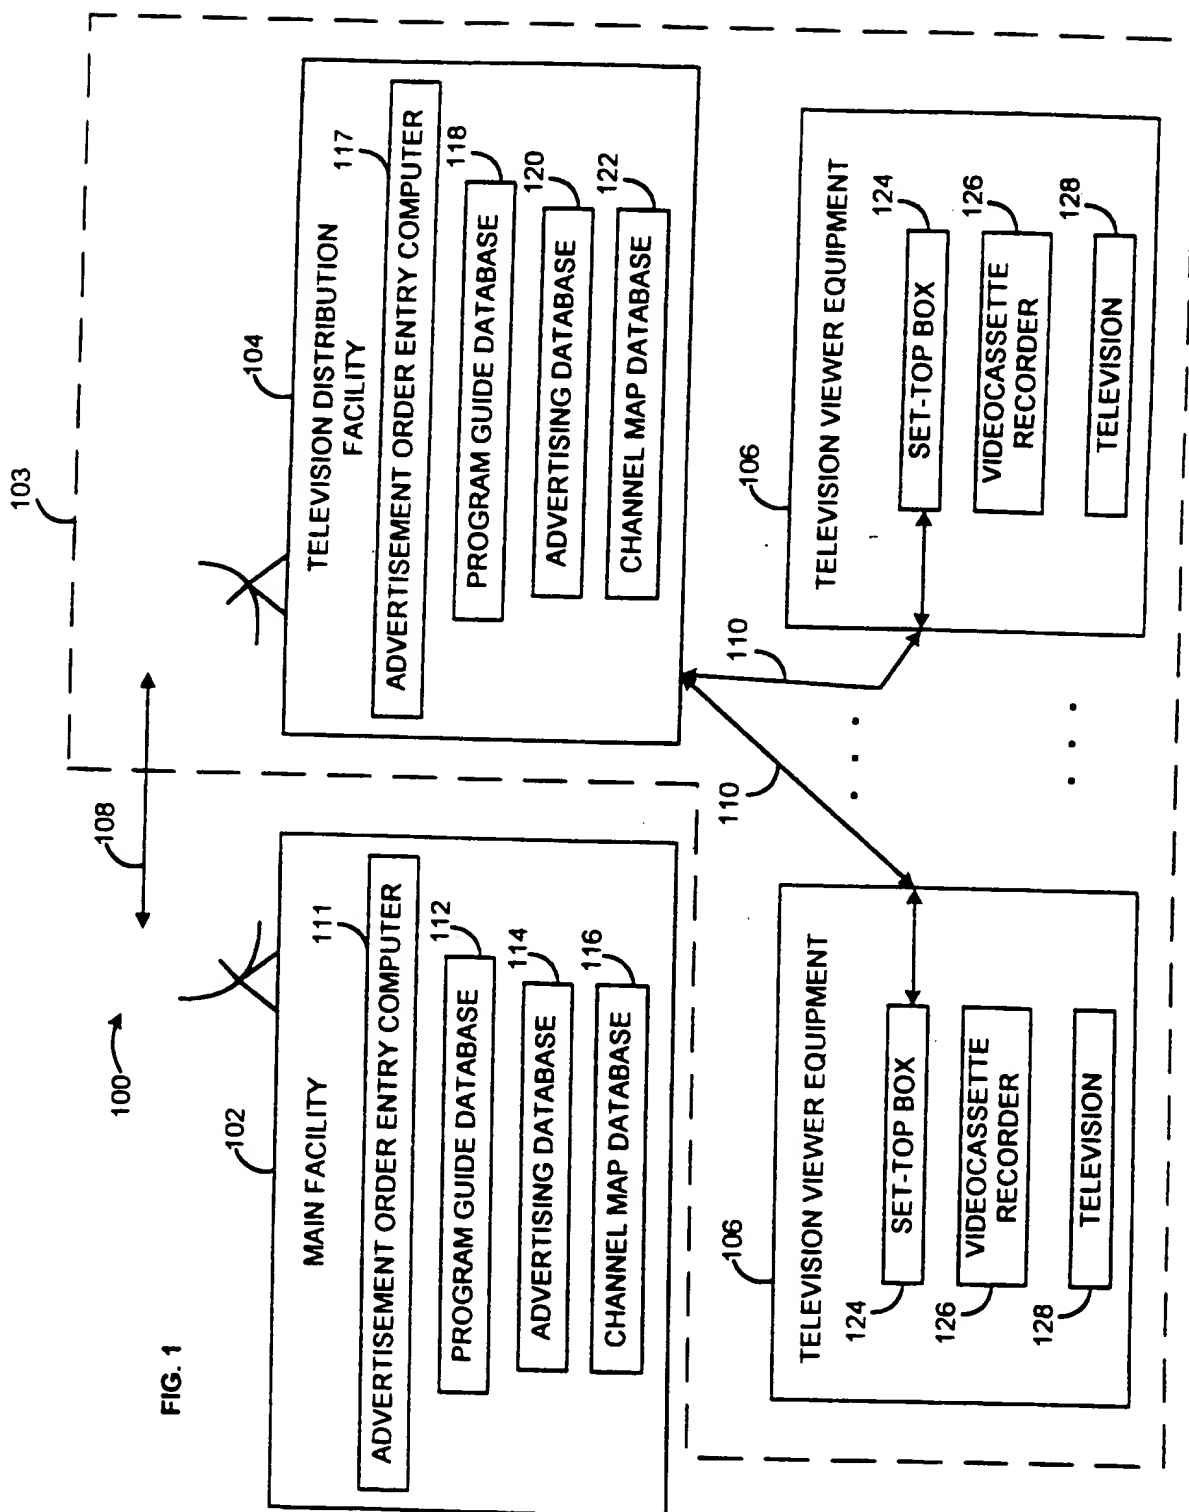 FIG. 1
100
108
103
102
MAIN FACILITY
111
ADVERTISEMENT ORDER ENTRY COMPUTER
112
PROGRAM GUIDE DATABASE
114
ADVERTISING DATABASE
116
CHANNEL MAP DATABASE
104
TELEVISION DISTRIBUTION
FACILITY
117
ADVERTISEMENT ORDER ENTRY COMPUTER
118
PROGRAM GUIDE DATABASE
120
ADVERTISING DATABASE
122
CHANNEL MAP DATABASE
110
110
106
TELEVISION VIEWER EQUIPMENT
124
SET-TOP BOX
126
VIDEOCASSETTE
RECORDER
128
TELEVISION
106
TELEVISION VIEWER EQUIPMENT
124
SET-TOP BOX
126
VIDEOCASSETTE
RECORDER
128
TELEVISION